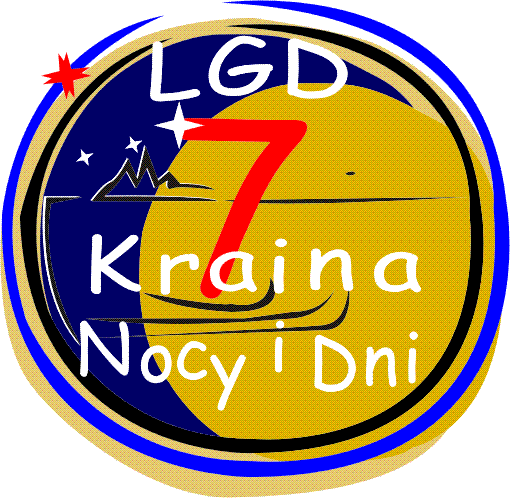 LGD
7
Kraina
Nocy i Dni